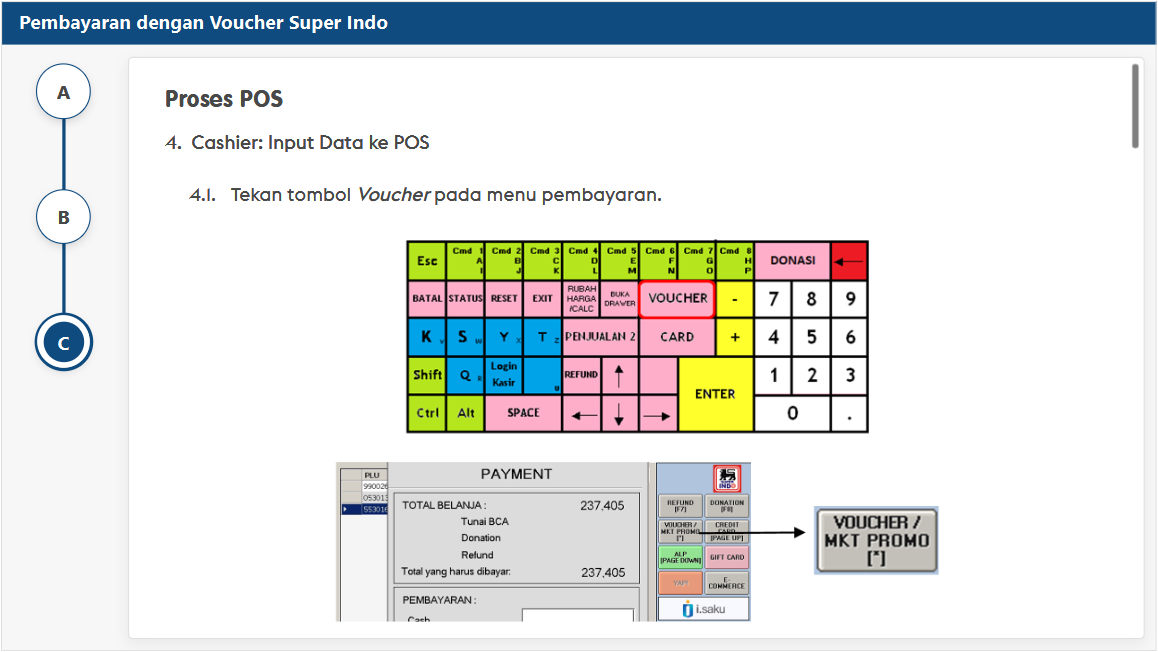 Pembayaran dengan Voucher Super Indo
A
B
C
Proses POS
4. Cashier: Input Data ke POS
4.1. Tekan tombol Voucher pada menu pembayaran.
Esc
Cmd 1 A I
Cmd 2 B J
Cmd 3 C K
Cmd 4 D L
Cmd 5 E M
Cmd 6 F N
Cmd 7 G O
Cmd 8 H P
DONASI
BATAL
STATUS
RESET
EXIT
RUBAH
HARGA
/CALC
BUKA
DRAWER
VOUCHER
-
7 8 9
K v
S w
Y x
T z
PENJUALAN 2
CARD
+
4 5 6
Shift
Q R
Login
Kasir
U
REFUND
ENTER
1 2 3
Ctrl
Alt
SPACE
0 .
PLU
990026
053013
553016
PAYMENT
TOTAL BELANJA : 237,405
Tunai BCA
Donation
Refund
Total yang harus dibayar: 237,405
PEMBAYARAN :
Cash
SUPER
INDO
REFUND
[F7]
DONATION
[F8]
VOUCHER /
MKT PROMO
[*]
CREDIT
CARD
[PAGE UP]
ALP
[PAGE DOWN]
GIFT CARD
YAP!
E-
COMMERCE
i.saku
VOUCHER /
MKT PROMO
[*]